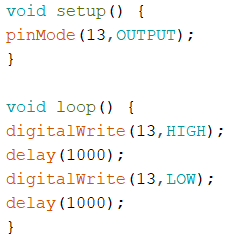 void setup() {
pinMode(13,OUTPUT);
}

void loop() {
digitalWrite(13,HIGH);
delay(1000);
digitalWrite(13,LOW);
delay(1000);
}